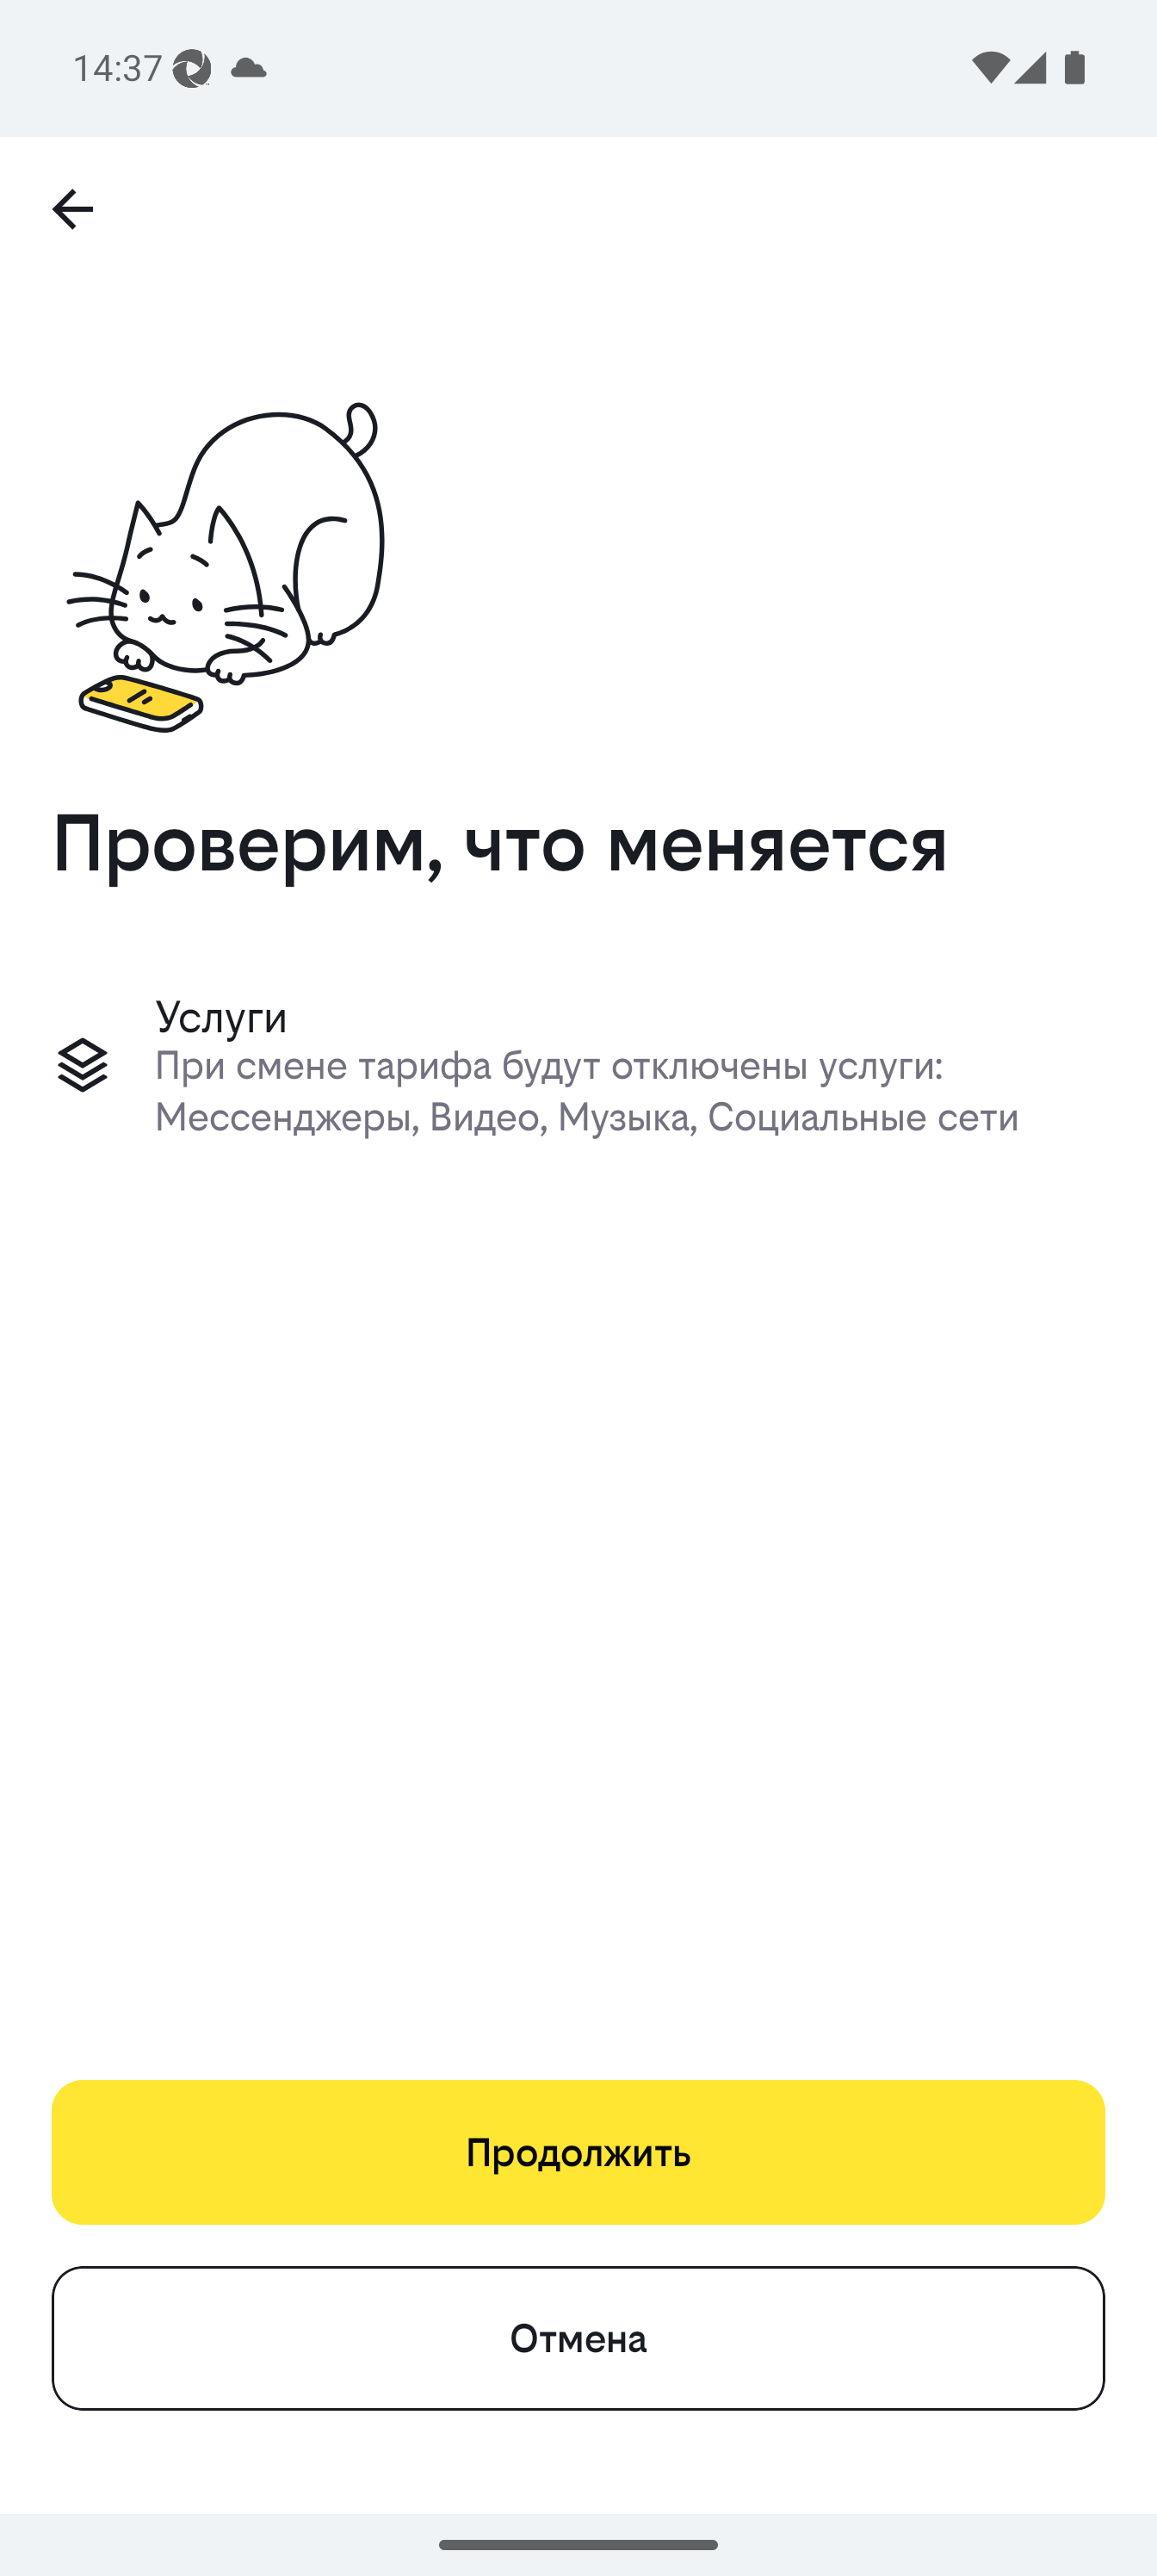 14:37
Проверим, что меняется
Услуги
При смене тарифа будут отключены услуги:
Мессенджеры, Видео, Музыка, Социальные сети
Продолжить
Отмена